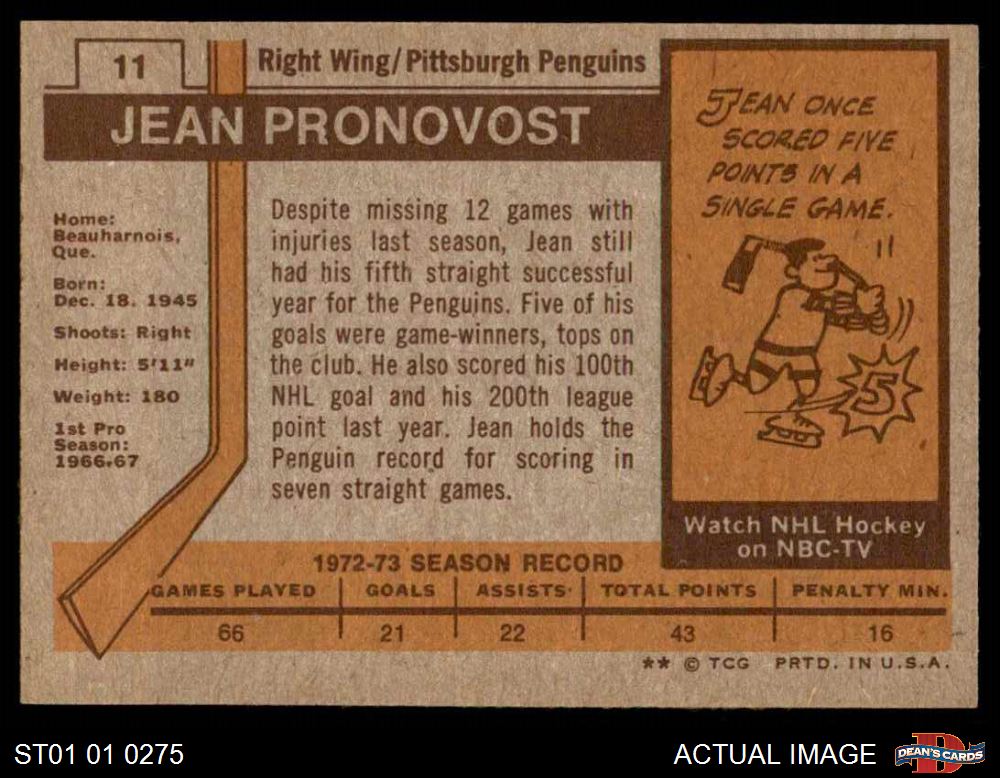 11
Right Wing/Pittsburgh Penguins
JEAN PRONOVOST
Home:
Beauharnois,
Que.
Born:
Dec. 18. 1945
Shoots: Right
Height: 5'11"
Weight: 180
1st Pro
Season:
1966-67
Despite missing 12 games with
injuries last season, Jean still
had his fifth straight successful
year for the Penguins. Five of his
goals were game-winners, tops on
the club. He also scored his 100th
NHL goal and his 200th league
point last year. Jean holds the
Penguin record for scoring in
seven straight games.
JEAN ONCE
SCORED FIVE
POINTS IN A
SINGLE GAME.
11
5
Watch NHL Hockey
on NBC-TV
1972-73 SEASON RECORD
GAMES PLAYED GOALS ASSISTS TOTAL POINTS PENALTY MIN.
66 21 22 43 16
** © TCG PRTD. IN U.S.A.
ST01 01 0275
ACTUAL IMAGE
D
DEAN'S CARDS